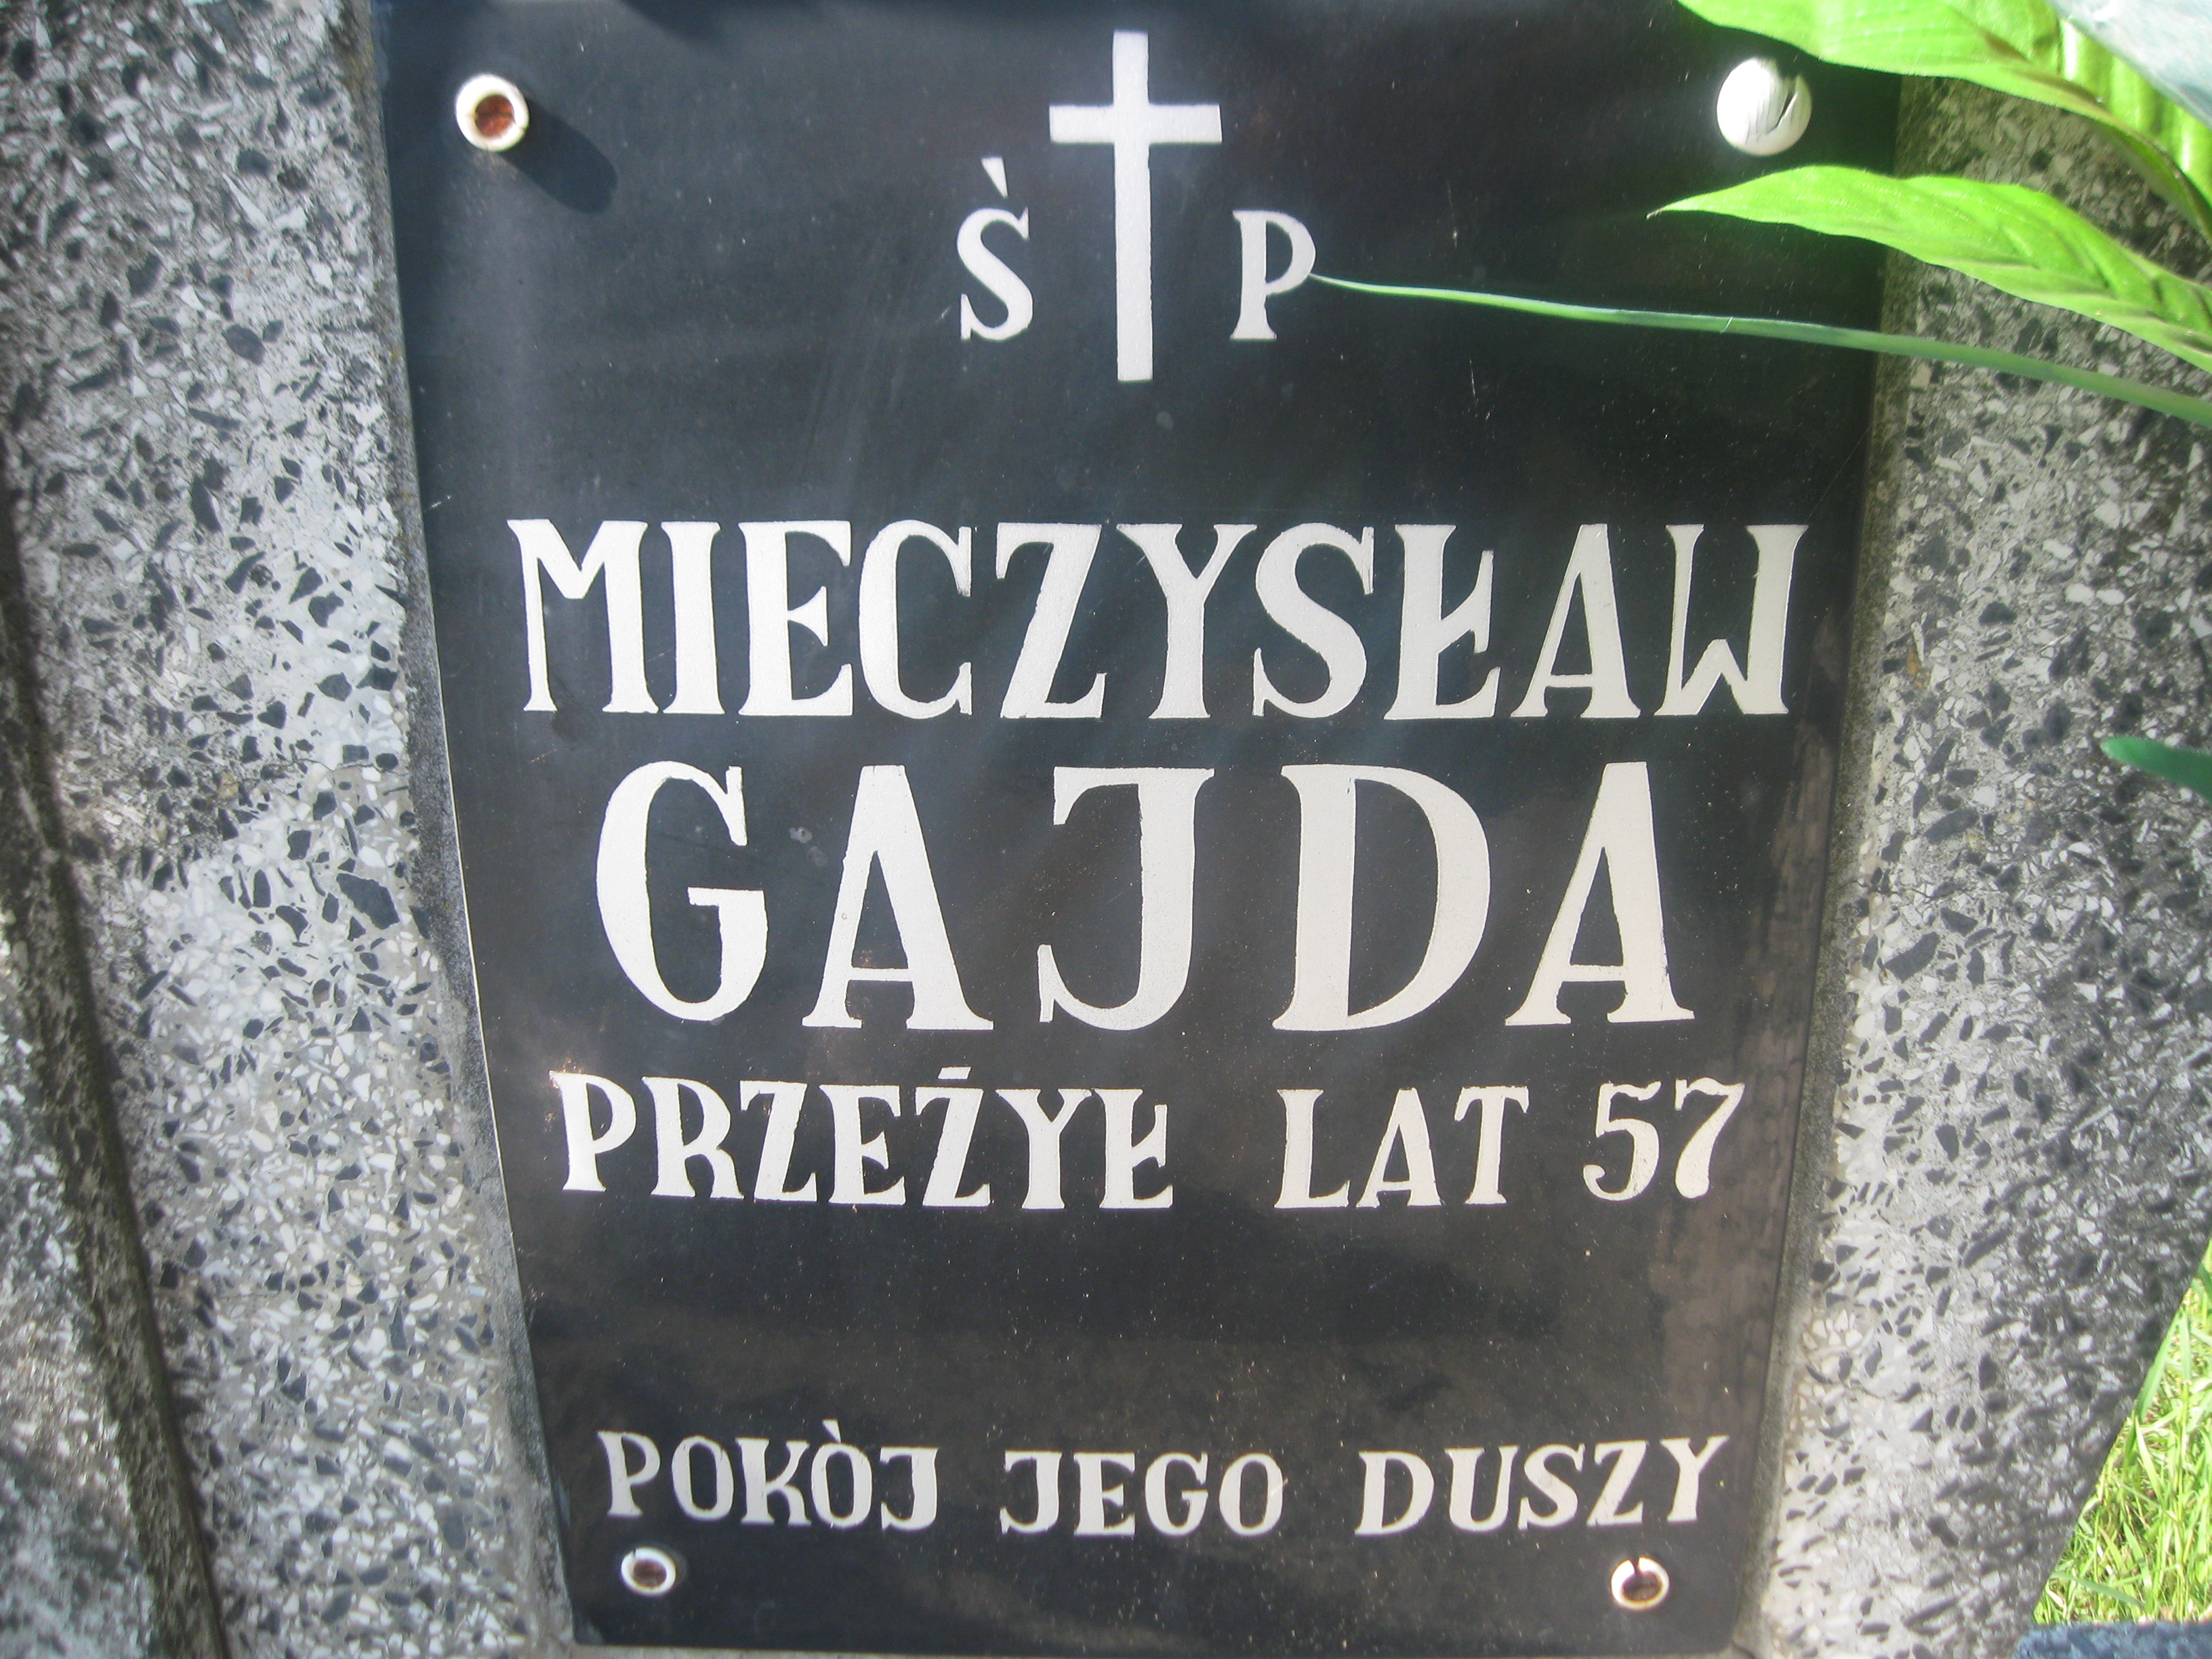 Ś P
MIECZYSŁAW
GAJDA
PRZEŻYŁ LAT 57
POKÒJ JEGO DUSZY